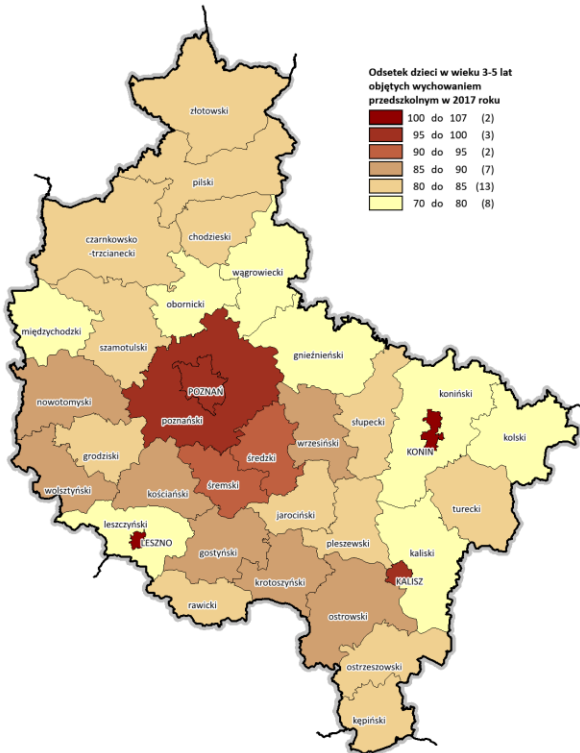 Odsetek dzieci w wieku 3-5 lat
objętych wychowaniem
przedszkolnym w 2017 roku
100 do 107 (2)
95 do 100 (3)
90 do 95 (2)
85 do 90 (7)
80 do 85 (13)
70 do 80 (8)
złotowski
pilski
czarnkowsko
-trzcianecki
chodzieski
wągrowiecki
obornicki
międzychodzki
szamotulski
gnieźnieński
nowotomyski
POZNAŃ
poznański
koniński
słupecki
wrzesiński
kolski
KONIN
grodziski
średzki
wolsztyński
kościański
śremski
turecki
jarociński
leszczyński
LESZNO
gostyński
pleszewski
kaliski
krotoszyński
KALISZ
rawicki
ostrowski
ostrzeszowski
kępiński